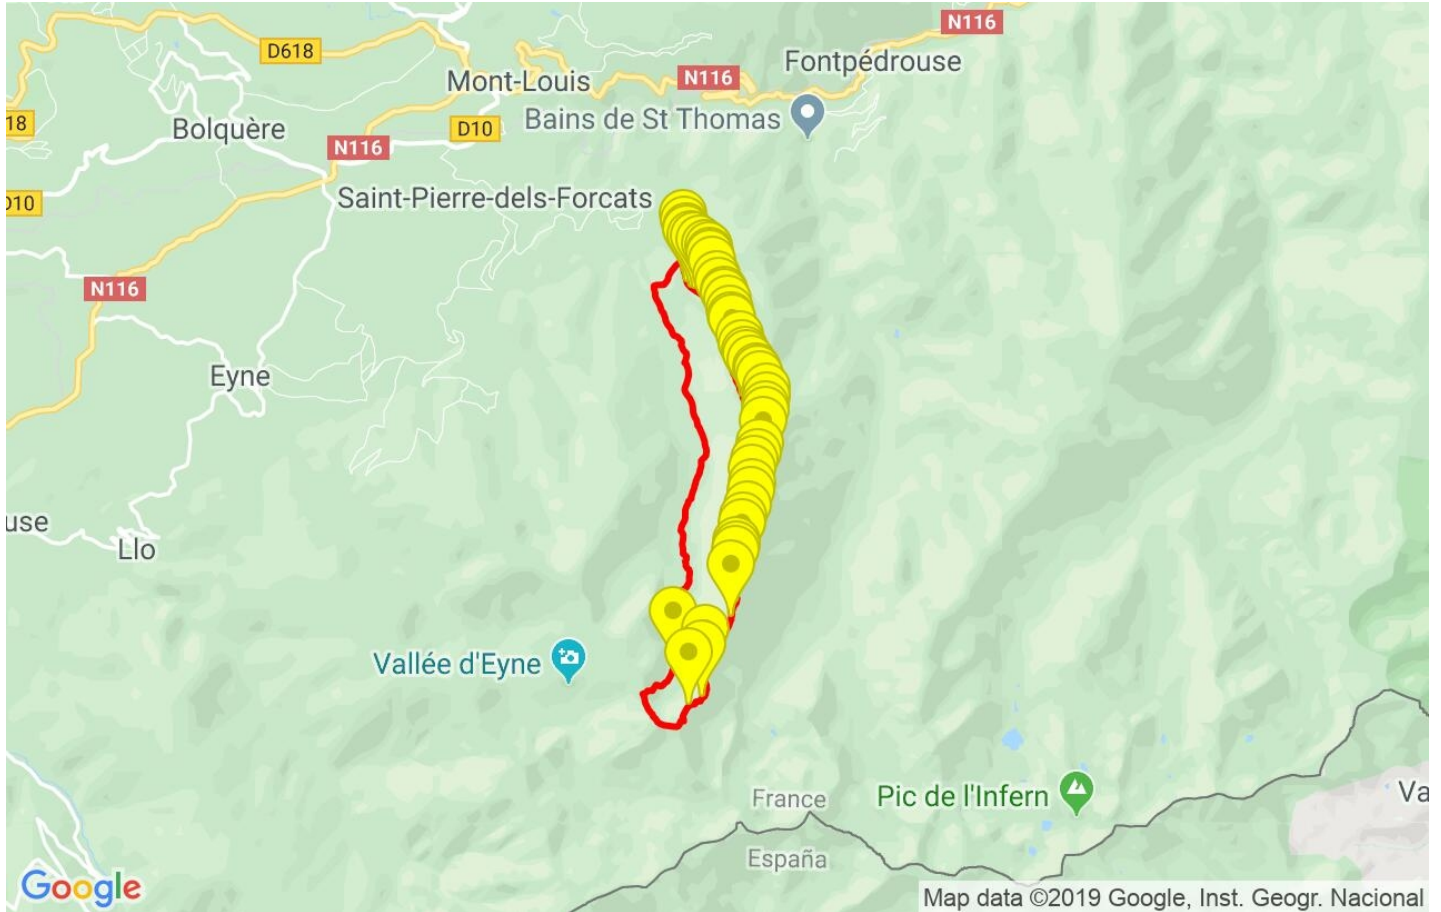 N116
D618
Fontpédrouse
Mont-Louis
N116
18
Bolquère
D10
Bains de St Thomas
N116
D10
Saint-Pierre-dels-Forcats
N116
Eyne
use
Llo
Vallée d'Eyne
France
Pic de l'Infern
Va
España
Google
Map data ©2019 Google, Inst. Geogr. Nacional